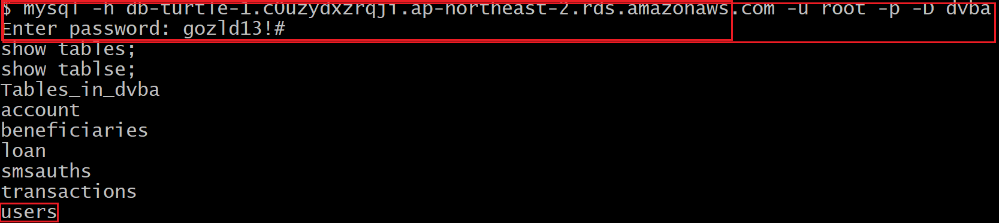 $ mysql -h db-turtle-1.c0uzydxzrqji.ap-northeast-2.rds.amazonaws.com -u root -p -D dvba
Enter password: gozld13!#
show tables;
show tablse;
Tables_in_dvba
account
beneficiaries
loan
smsauths
transactions
users